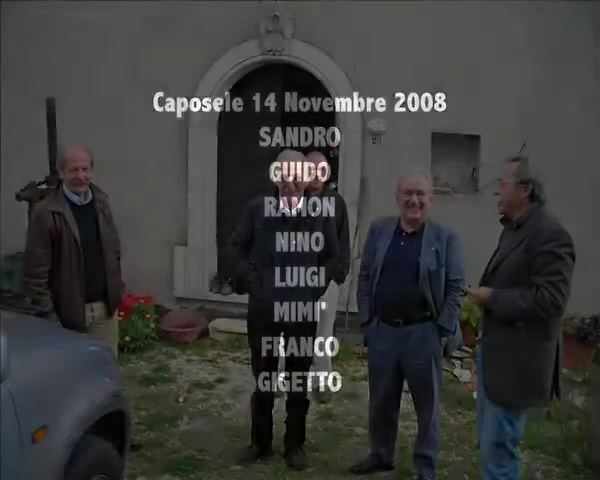 Caposele 14 Novembre 2008
SANDRO
GUIDO
RAMON
NINO
LUIGI
MIMI'
FRANCO
GIGETTO